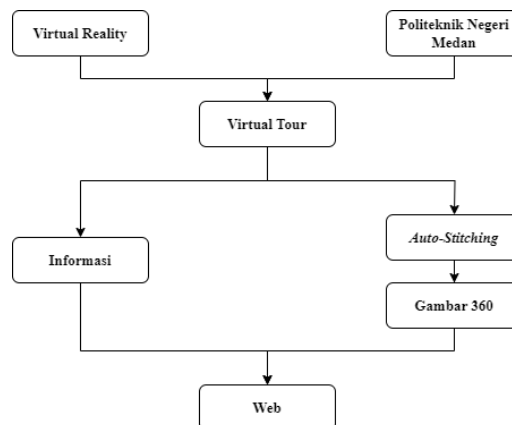 Virtual Reality
Politeknik Negeri
Medan
Virtual Tour
Informasi
Auto-Stitching
Gambar 360
Web